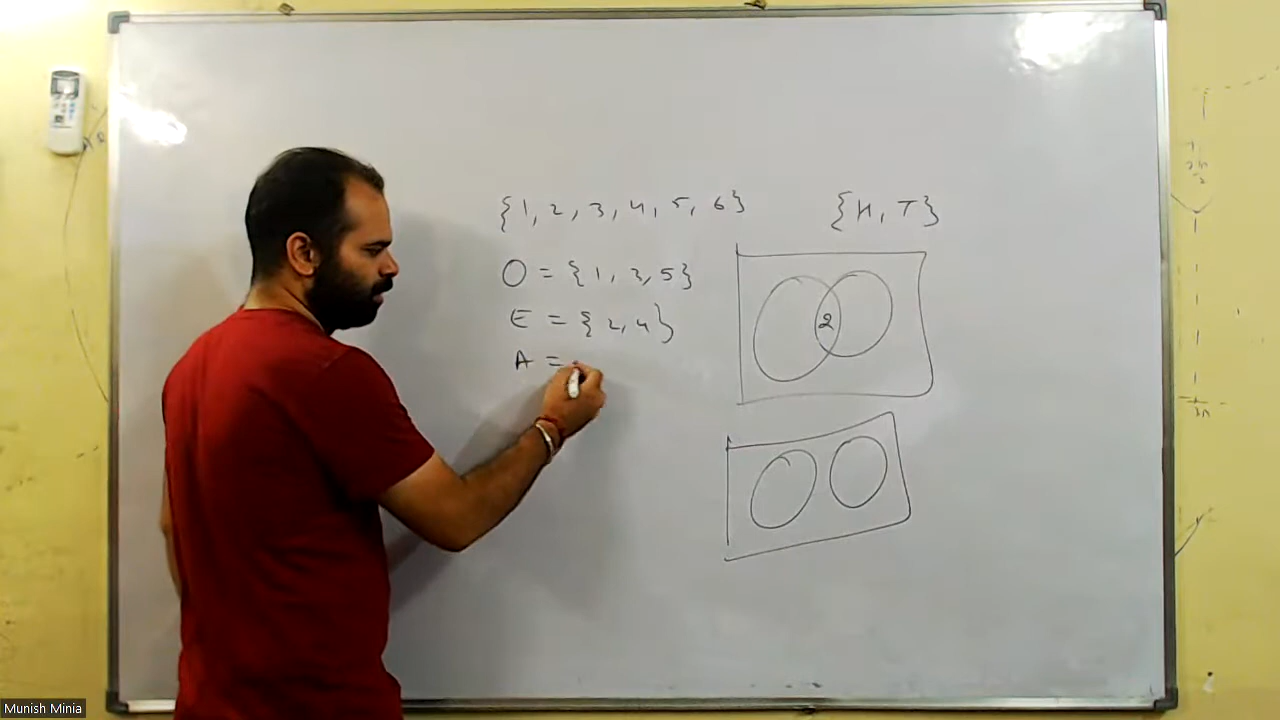 {1, 2, 3, 4, 5, 6}
{H, T}
O = {1, 3, 5}
E = {2, 4}
A =
2
Munish Minia